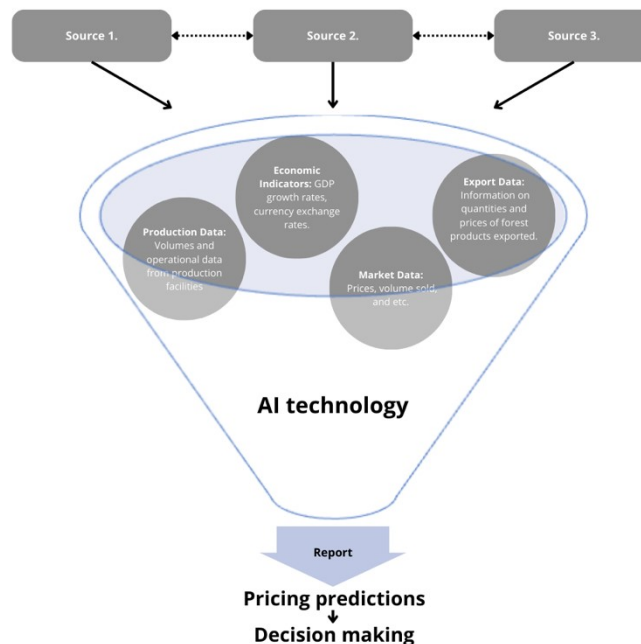 Source 1.
Source 2.
Source 3.
Economic
Indicators: GDP
growth rates,
currency exchange
rates.
Export Data:
Information on
quantities and
prices of forest
products exported.
Production Data:
Volumes and
operational data
from production
facilities
Market Data:
Prices, volume sold,
and etc.
AI technology
Report
Pricing predictions
Decision making